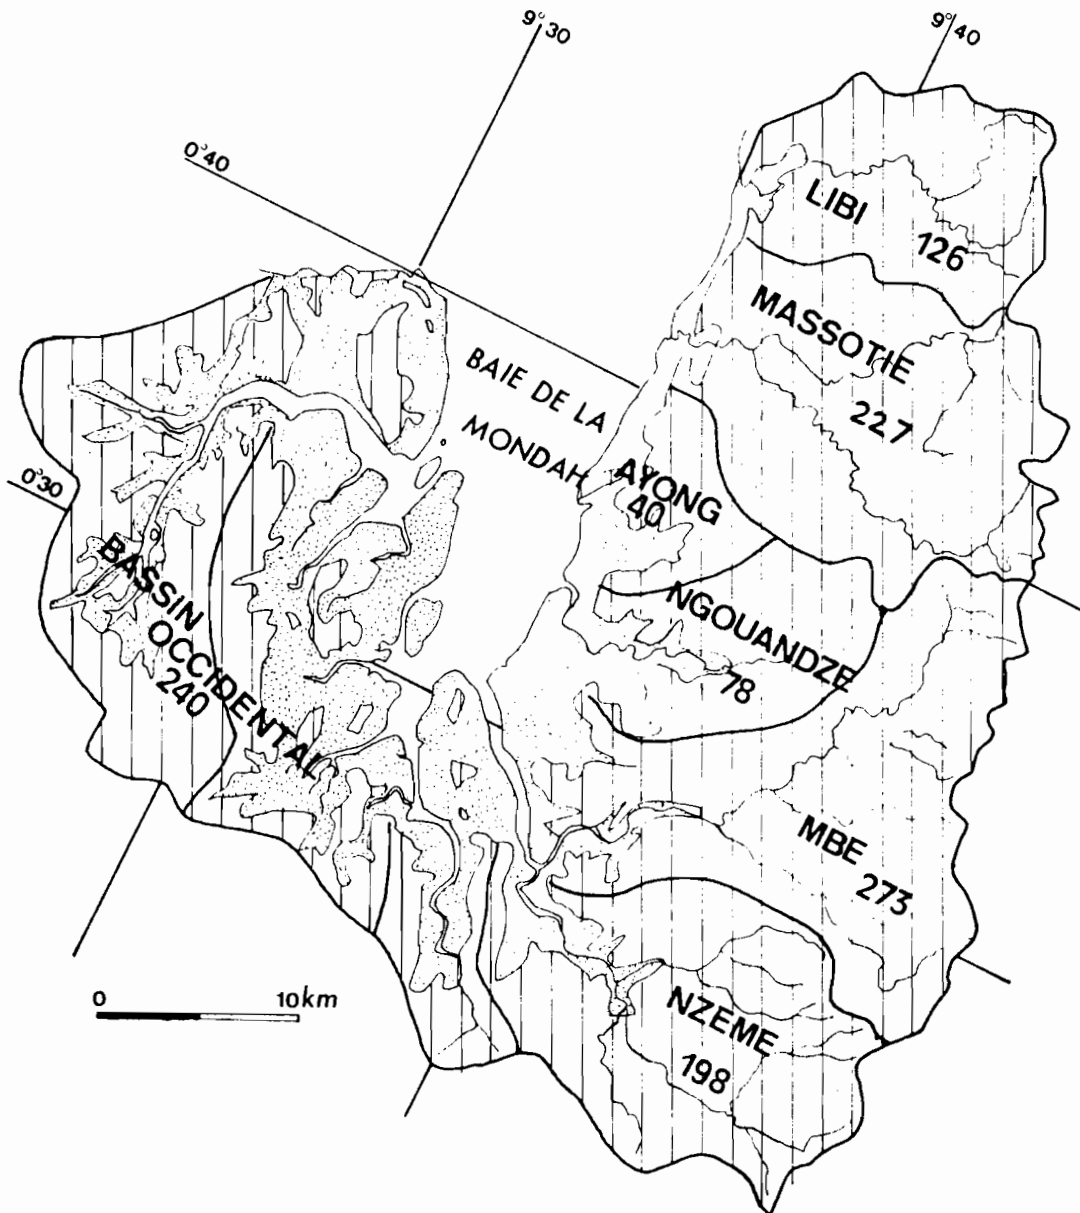 9°30
9°40
0°40
LIBI
126
MASSOTIE
227
BAIE DE LA
MONDAH
AYONG
40
0°30
BASSIN
OCCIDENTAL
240
NGOUANDZE
78
MBE
273
0 10km
NZEME
198